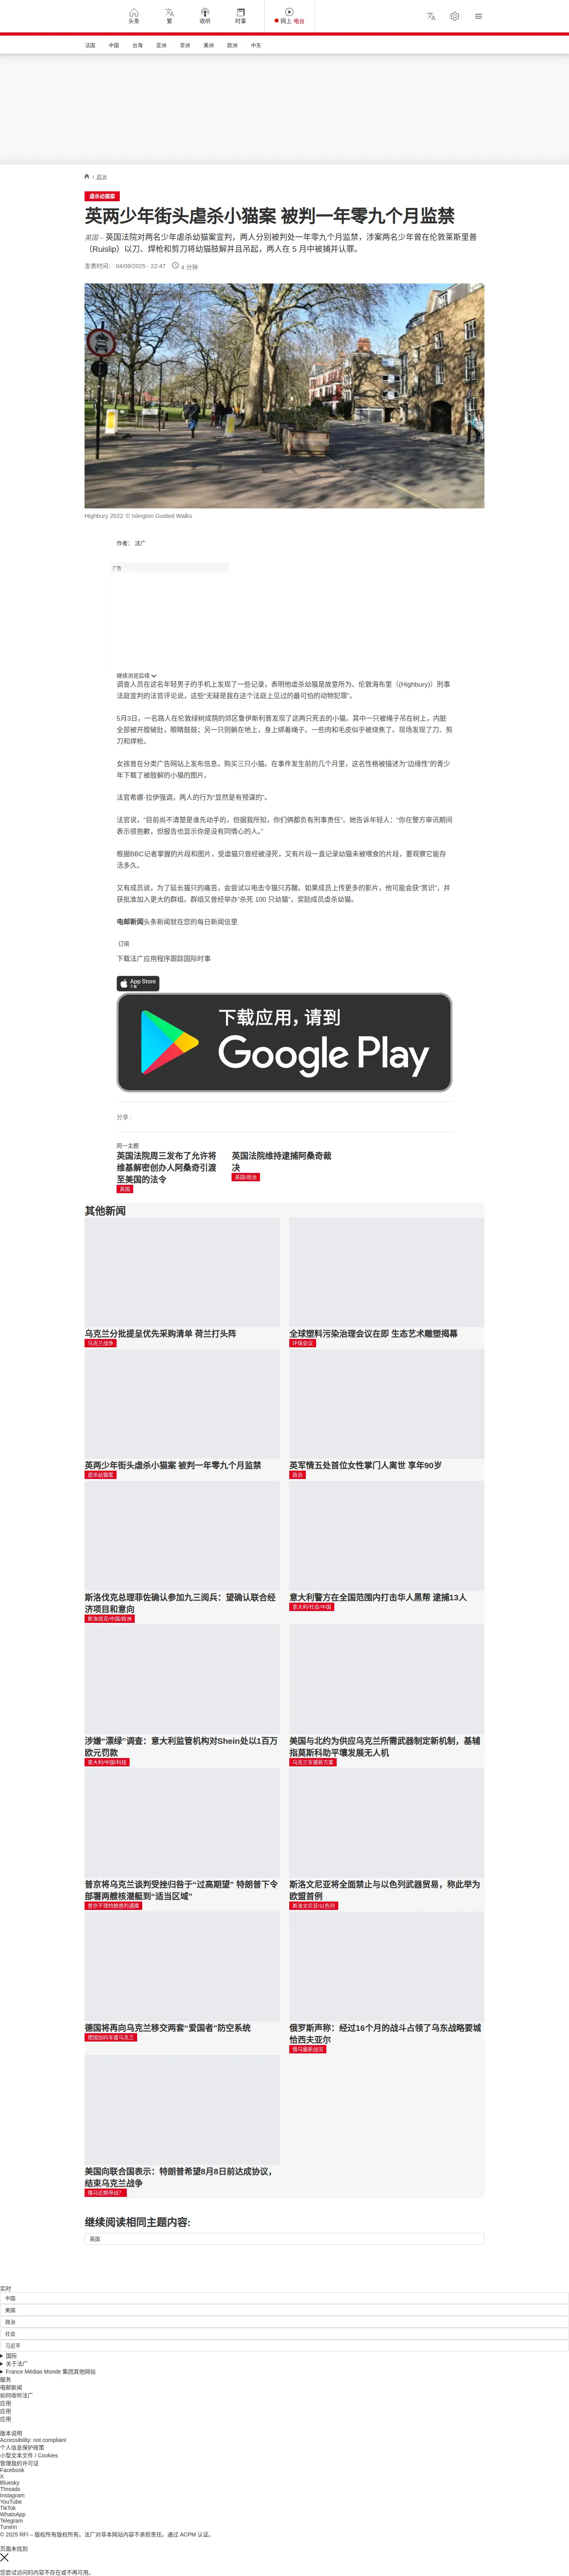 头条
繁
收听
时事
网上 电台
法国
中国
台海
亚洲
非洲
美洲
欧洲
中东
欧洲
虐杀幼猫案
英两少年街头虐杀小猫案 被判一年零九个月监禁
英国 – 英国法院对两名少年虐杀幼猫案宣判，两人分别被判处一年零九个月监禁，涉案两名少年曾在伦敦莱斯里普
（Ruislip）以刀、焊枪和剪刀将幼猫肢解并且吊起，两人在 5 月中被捕并认罪。
发表时间： 04/08/2025 - 22:47
4 分钟
Highbury 2022 © Islington Guided Walks
作者： 法广
广告
继续浏览后续
调查人员在这名年轻男子的手机上发现了一些记录，表明他虐杀幼猫是故意所为。伦敦海布里（(Highbury)）刑事
法庭宣判的法官评论说，这些“无疑是我在这个法庭上见过的最可怕的动物犯罪”。
5月3日，一名路人在伦敦绿树成荫的郊区鲁伊斯利普发现了这两只死去的小猫。其中一只被绳子吊在树上，内脏
全部被开膛破肚，眼睛鼓鼓；另一只则躺在地上，身上绑着绳子。一些肉和毛皮似乎被烧焦了。现场发现了刀、剪
刀和焊枪。
女孩曾在分类广告网站上发布信息，购买三只小猫。在事件发生前的几个月里，这名性格被描述为“边缘性”的青少
年下载了被肢解的小猫的图片。
法官希娜·拉伊强调，两人的行为“显然是有预谋的”。
法官说，“目前尚不清楚是谁先动手的，但据我所知，你们俩都负有刑事责任”。她告诉年轻人：“你在警方审讯期间
表示很抱歉，但报告也显示你是没有同情心的人。”
根据BBC记者掌握的片段和图片，受虐猫只曾经被浸死，又有片段一直记录幼猫未被喂食的片段，要观察它能存
活多久。
又有成员说，为了延长猫只的痛苦，会尝试以电击令猫只苏醒。如果成员上传更多的影片，他可能会获“赏识”，并
获批准加入更大的群组。群组又曾经举办“杀死 100 只幼猫”，奖励成员虐杀幼猫。
电邮新闻头条新闻就在您的每日新闻信里
订阅
下载法广应用程序跟踪国际时事
App Store
下载
下载应用，请到
Google Play
分享 :
同一主题
英国法院周三发布了允许将
维基解密创办人阿桑奇引渡
至美国的法令
英国
英国法院维持逮捕阿桑奇裁
决
英国/政治
其他新闻
乌克兰分批提呈优先采购清单 荷兰打头阵
乌克兰战争
全球塑料污染治理会议在即 生态艺术雕塑揭幕
环保会议
英两少年街头虐杀小猫案 被判一年零九个月监禁
虐杀幼猫案
英军情五处首位女性掌门人离世 享年90岁
政治
斯洛伐克总理菲佐确认参加九三阅兵：望确认联合经
济项目和意向
斯洛伐克/中国/欧洲
意大利警方在全国范围内打击华人黑帮 逮捕13人
意大利/社会/中国
涉嫌“漂绿”调查：意大利监管机构对Shein处以1百万
欧元罚款
意大利/中国/科技
美国与北约为供应乌克兰所需武器制定新机制，基辅
指莫斯科助平壤发展无人机
乌克兰军援新方案
普京将乌克兰谈判受挫归咎于“过高期望” 特朗普下令
部署两艘核潜艇到“适当区域”
普京不理特朗普的谴踱
斯洛文尼亚将全面禁止与以色列武器贸易，称此举为
欧盟首例
斯洛文尼亚/以色列
德国将再向乌克兰移交两套“爱国者”防空系统
德国加码军援乌克兰
俄罗斯声称：经过16个月的战斗占领了乌东战略要城
恰西夫亚尔
俄乌最新战况
美国向联合国表示：特朗普希望8月8日前达成协议，
结束乌克兰战争
俄乌近期停战？
继续阅读相同主题内容:
英国
实时
中国
美国
政治
社会
习近平
国际
关于法广
France Médias Monde 集团其他网站
服务
电邮新闻
如何收听法广
应用
应用
应用
版本说明
Accessibility: not compliant
个人信息保护政策
小型文本文件 / Cookies
管理我的许可证
Facebook
X
Bluesky
Threads
Instagram
YouTube
TikTok
WhatsApp
Telegram
TuneIn
© 2025 RFI – 版权所有版权所有。法广对非本网站内容不承担责任。通过 ACPM 认证。
页面未找到
您尝试访问的内容不存在或不再可用。